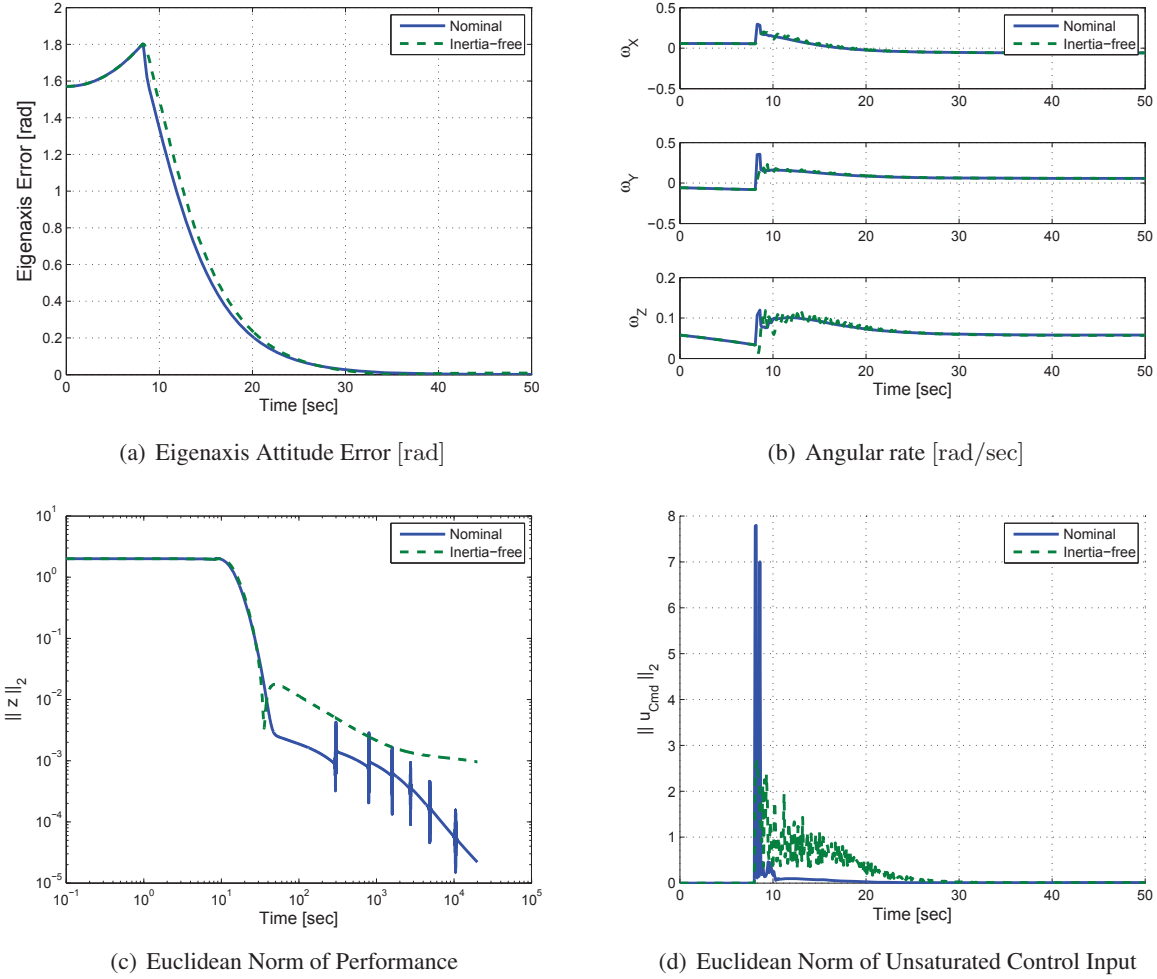 Nominal
Inertia−free
2
1.8
1.6
1.4
1.2
1
0.8
0.6
0.4
0.2
0
Eigenaxis Error [rad]
0 10 20 30 40 50
Time [sec]
(a) Eigenaxis Attitude Error [rad]
Nominal
Inertia−free
ωX
0.5
0
−0.5
0 10 20 30 40 50
ωY
0.5
0
−0.5
0 10 20 30 40 50
ωZ
0.2
0.1
0
0 10 20 30 40 50
Time [sec]
(b) Angular rate [rad/sec]
Nominal
Inertia−free
10^1
10^0
10^−1
10^−2
10^−3
10^−4
10^−5
|| z ||2
10^−1 10^0 10^1 10^2 10^3 10^4 10^5
Time [sec]
(c) Euclidean Norm of Performance
Nominal
Inertia−free
8
7
6
5
4
3
2
1
0
|| uCmd ||2
0 10 20 30 40 50
Time [sec]
(d) Euclidean Norm of Unsaturated Control Input